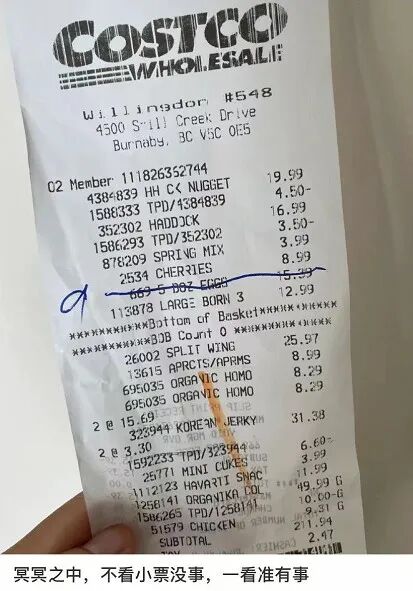 COSTCO
WHOLESALE
Willingdon #548
4500 Still Creek Drive
Burnaby, BC V5C 0E5
02 Member 111826352744
4384839 HH CK NUGGET 19.99
1588333 TPD/4384839 4.50-
352302 HADDOCK 16.99
1586293 TPD/352302 3.50-
878209 SPRING MIX 3.99
2534 CHERRIES 8.99
669 5 DOZ EGGS 15.39
113878 LARGE BORN 3 12.99
**********Bottom of Basket**********
**********BOB Count 0 **********
26002 SPLIT WING 25.97
13615 APRCTS/APRMS 8.99
695035 ORGANIC HOMO 8.29
695035 ORGANIC HOMO 8.29
2 @ 15.69
323944 KOREAN JERKY 31.38
2 @ 3.30
1592233 TPD/323944 6.60-
25771 MINI CUKES 3.99
1112123 HAVARTI SNAC 11.99
1258141 ORGANIKA COL 49.99 G
1586265 TPD/1258141 10.00-G
51579 CHICKEN 9.31 G
SUBTOTAL 211.94
TAX 2.47
冥冥之中，不看小票没事，一看准有事